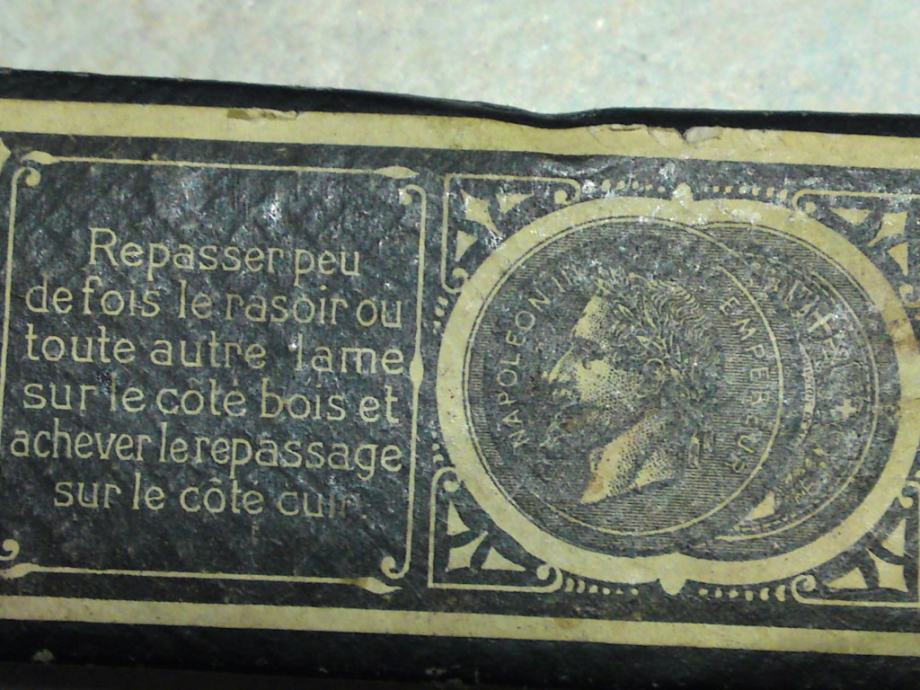 Repasser peu
de fois le rasoir ou
toute autre lame
sur le côté bois et
achever le repassage
sur le côté cuir
NAPOLEON III EMPEREUR